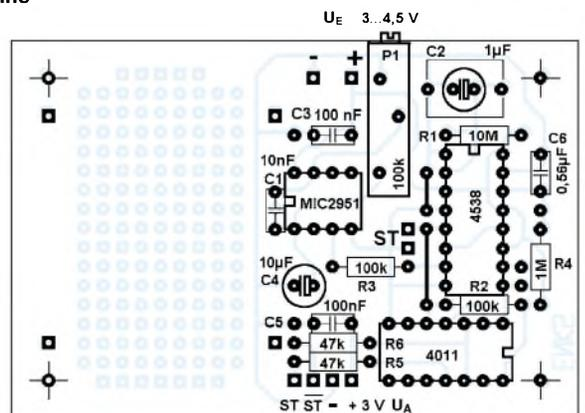 U_E 3...4,5 V
- + P1 C2 1µF
C3 100 nF
R1 10M C6
10nF
C1
100k
0,56µF
MIC2951
4538
ST
10µF
C4
100k
R3
1M R4
R2
100k
100nF
C5
47k R6
47k R5
4011
ENK5
ST S̅T̅ - + 3 V U_A